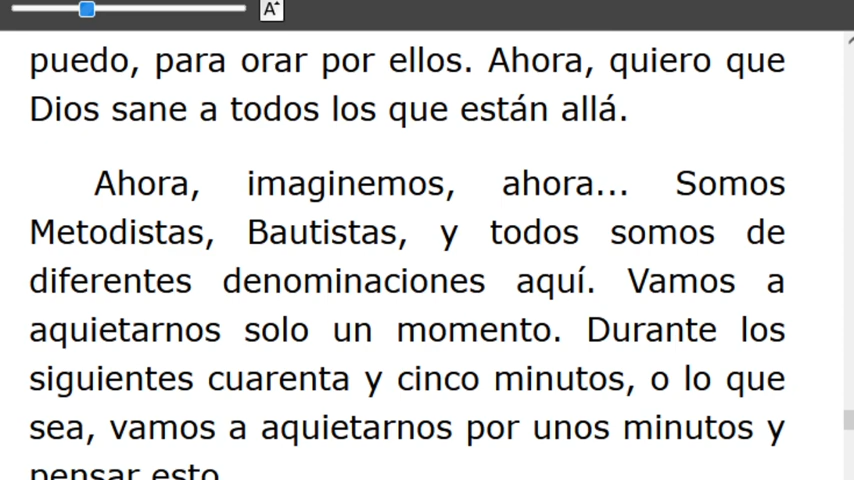 A
puedo, para orar por ellos. Ahora, quiero que
Dios sane a todos los que están allá.
Ahora, imaginemos, ahora... Somos
Metodistas, Bautistas, y todos somos de
diferentes denominaciones aquí. Vamos a
aquietarnos solo un momento. Durante los
siguientes cuarenta y cinco minutos, o lo que
sea, vamos a aquietarnos por unos minutos y
pensar esto